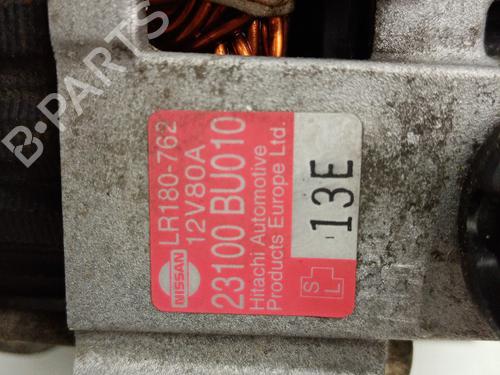 NISSAN
LR180-762
12V80A
23100 BU010
Hitachi Automotive
Products Europe Ltd.
13E
S
L
B-PARTS